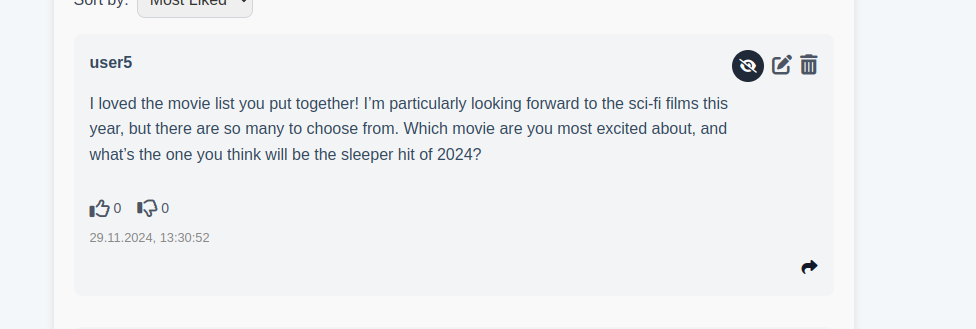 Sort by: Most Liked
user5
I loved the movie list you put together! I’m particularly looking forward to the sci-fi films this
year, but there are so many to choose from. Which movie are you most excited about, and
what’s the one you think will be the sleeper hit of 2024?
0 0
29.11.2024, 13:30:52